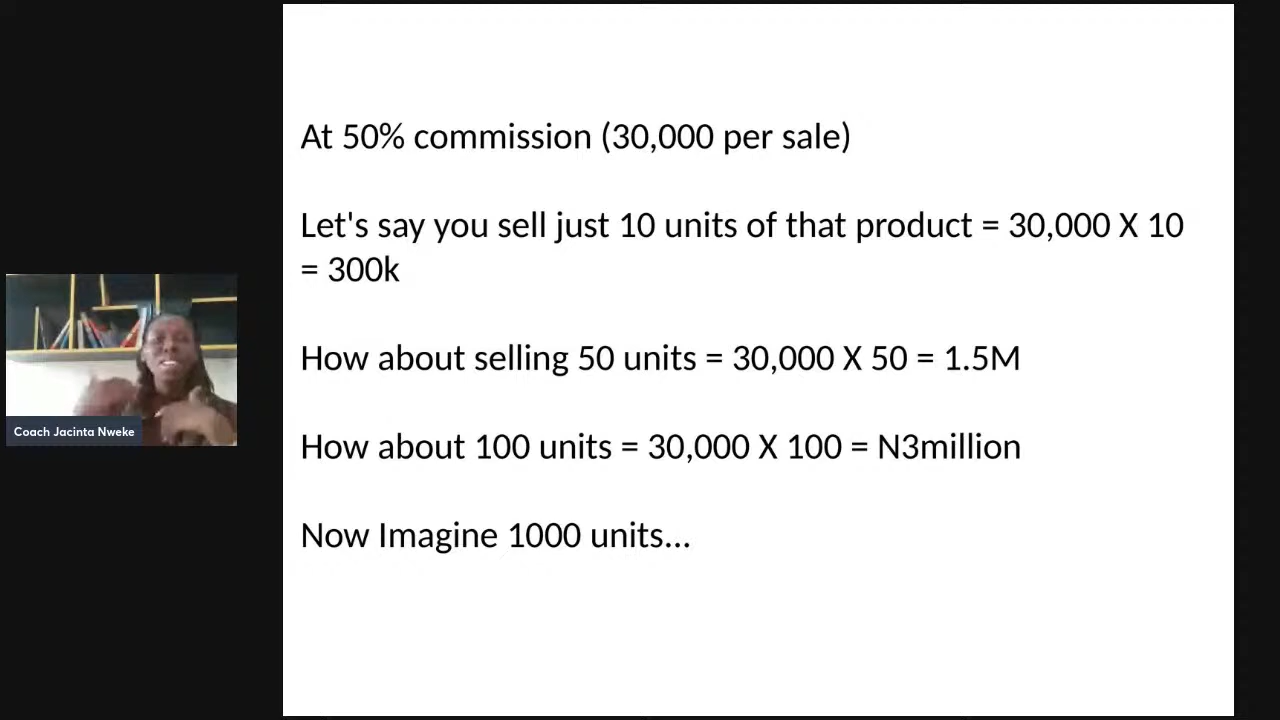 At 50% commission (30,000 per sale)
Let's say you sell just 10 units of that product = 30,000 X 10
= 300k
How about selling 50 units = 30,000 X 50 = 1.5M
Coach Jacinta Nweke
How about 100 units = 30,000 X 100 = N3million
Now Imagine 1000 units...